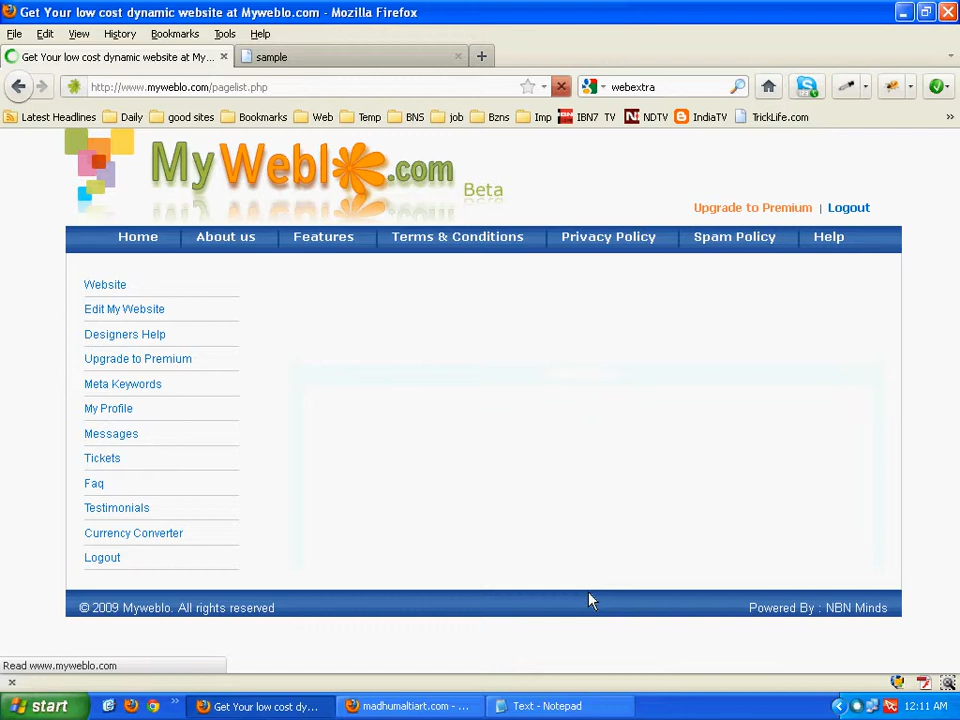 Get Your low cost dynamic website at Myweblo.com - Mozilla Firefox
File Edit View History Bookmarks Tools Help
Get Your low cost dynamic website at My... sample
http://www.myweblo.com/pagelist.php webextra
Latest Headlines Daily good sites Bookmarks Web Temp BNS job Bzns Imp IBN7 TV NDTV IndiaTV TrickLife.com »
MyWeblo.com Beta
Upgrade to Premium | Logout
Home About us Features Terms & Conditions Privacy Policy Spam Policy Help
Website
Edit My Website
Designers Help
Upgrade to Premium
Meta Keywords
My Profile
Messages
Tickets
Faq
Testimonials
Currency Converter
Logout
© 2009 Myweblo. All rights reserved Powered By : NBN Minds
Read www.myweblo.com
start » Get Your low cost dy... madhumaltiart.com - ... Text - Notepad 12:11 AM